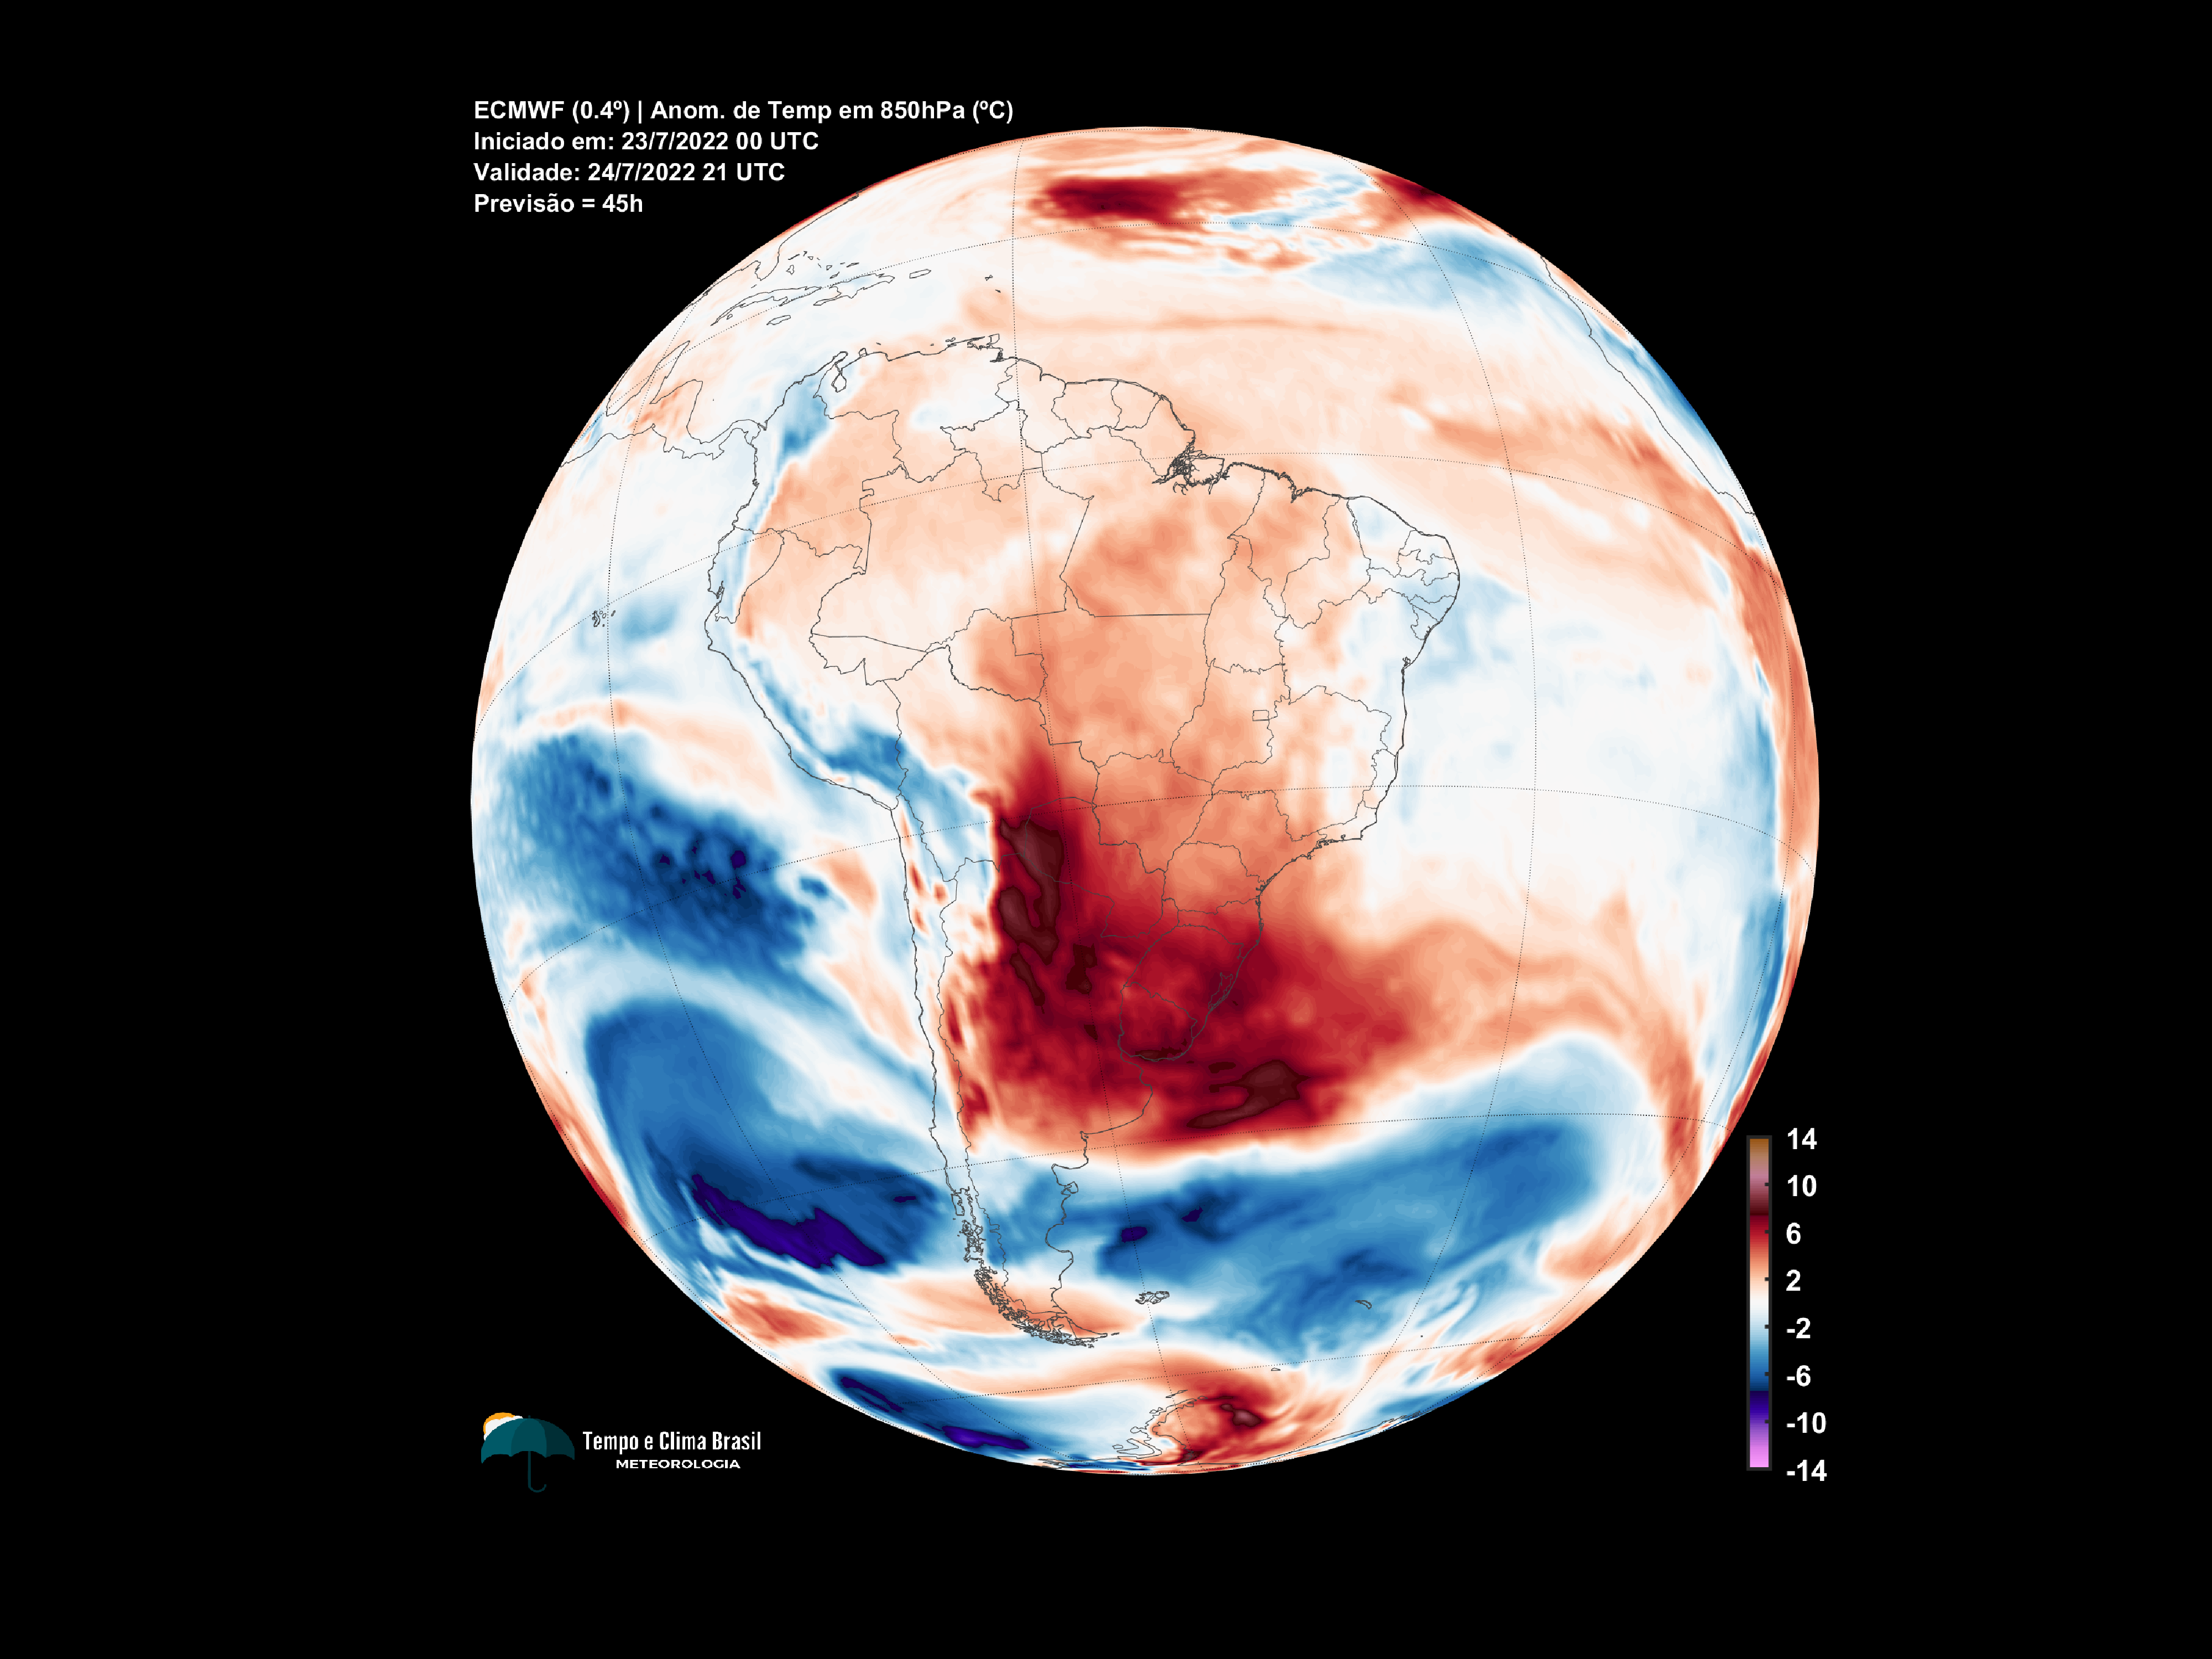 ECMWF (0.4º) | Anom. de Temp em 850hPa (ºC)
Iniciado em: 23/7/2022 00 UTC
Validade: 24/7/2022 21 UTC
Previsão = 45h
14
10
6
2
-2
-6
-10
-14
Tempo e Clima Brasil
METEOROLOGIA